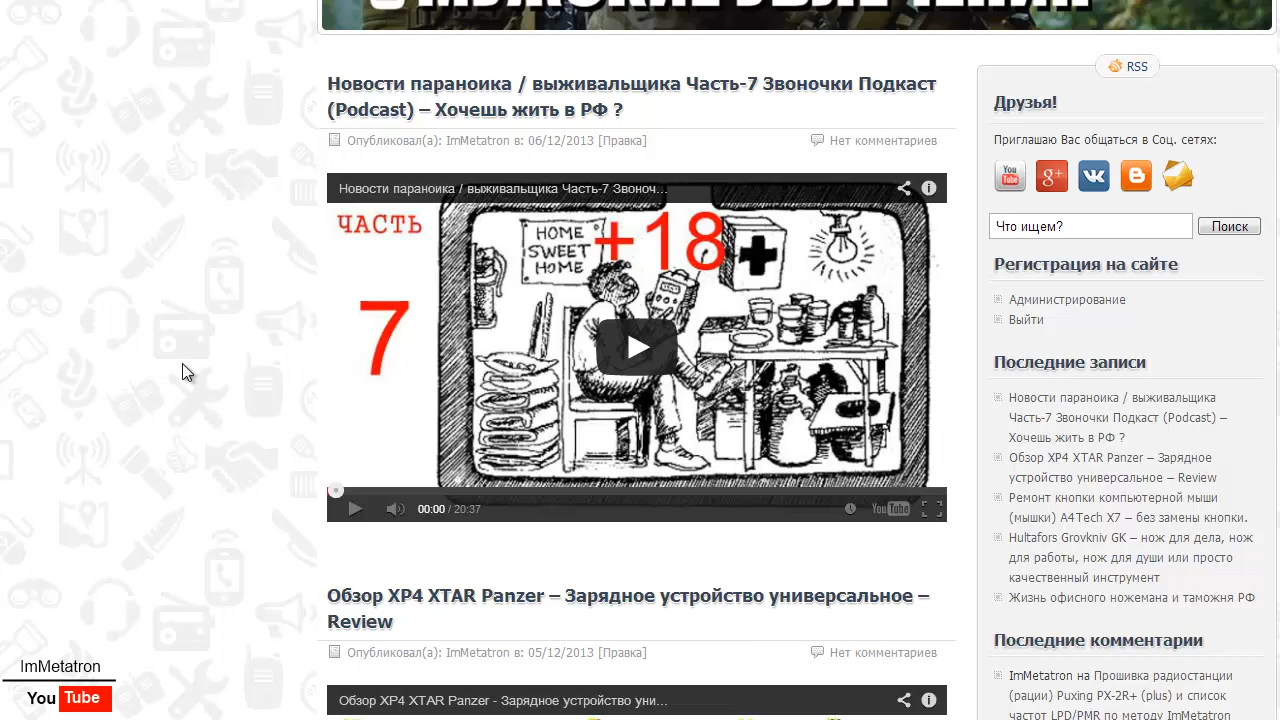 МУЖСКИЕ УВЛЕЧЕНИЯ
RSS
Новости параноика / выживальщика Часть-7 Звоночки Подкаст
(Podcast) – Хочешь жить в РФ ?
Опубликовал(а): ImMetatron в: 06/12/2013 [Правка]
Нет комментариев
Новости параноика / выживальщика Часть-7 Звоноч...
ЧАСТЬ
7
+18
HOME
SWEET
HOME
00:00 / 20:37
YouTube
Обзор XP4 XTAR Panzer – Зарядное устройство универсальное –
Review
Опубликовал(а): ImMetatron в: 05/12/2013 [Правка]
Нет комментариев
Обзор XP4 XTAR Panzer - Зарядное устройство уни...
Друзья!
Приглашаю Вас общаться в Соц. сетях:
You
Tube
g+
Что ищем?
Поиск
Регистрация на сайте
Администрирование
Выйти
Последние записи
Новости параноика / выживальщика
Часть-7 Звоночки Подкаст (Podcast) –
Хочешь жить в РФ ?
Обзор XP4 XTAR Panzer – Зарядное
устройство универсальное – Review
Ремонт кнопки компьютерной мыши
(мышки) A4Tech X7 – без замены кнопки.
Hultafors Grovkniv GK – нож для дела, нож
для работы, нож для души или просто
качественный инструмент
Жизнь офисного ножемана и таможня РФ
Последние комментарии
ImMetatron на Прошивка радиостанции
(рации) Puxing PX-2R+ (plus) и список
частот LPD/PMR по методу ImMetatron
ImMetatron
You Tube